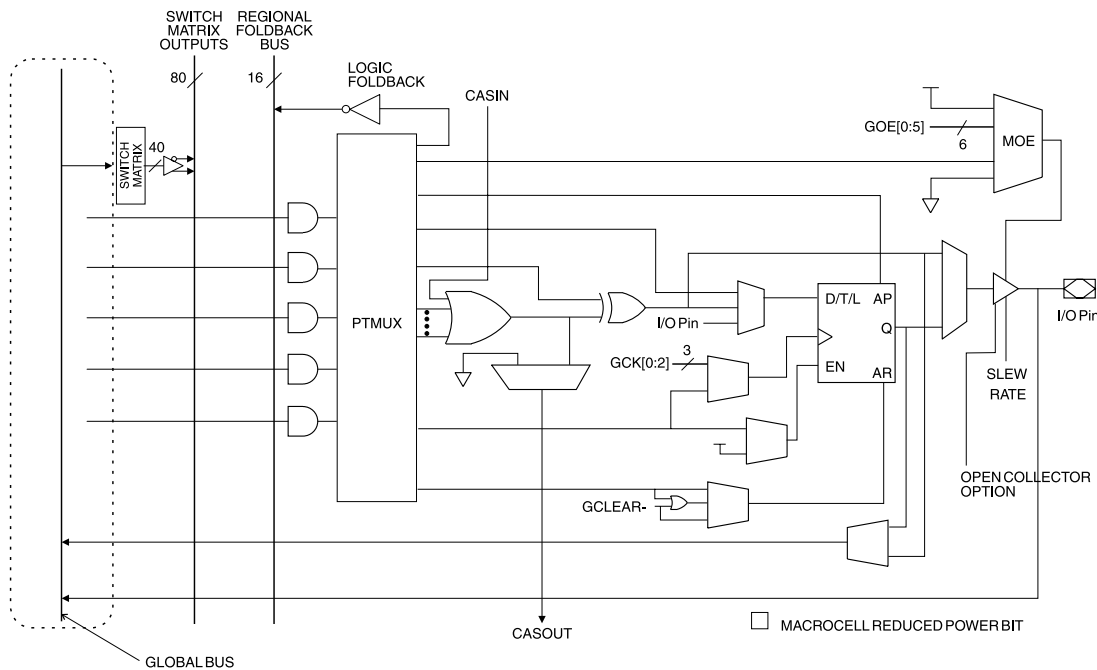 SWITCH
MATRIX
OUTPUTS
REGIONAL
FOLDBACK
BUS
80
16
LOGIC
FOLDBACK
CASIN
GOE[0:5]
6
MOE
SWITCH
MATRIX
40
PTMUX
I/O Pin
D/T/L
AP
Q
EN
AR
GCK[0:2]
3
I/O Pin
SLEW
RATE
OPEN COLLECTOR
OPTION
GCLEAR-
CASOUT
MACROCELL REDUCED POWER BIT
GLOBAL BUS